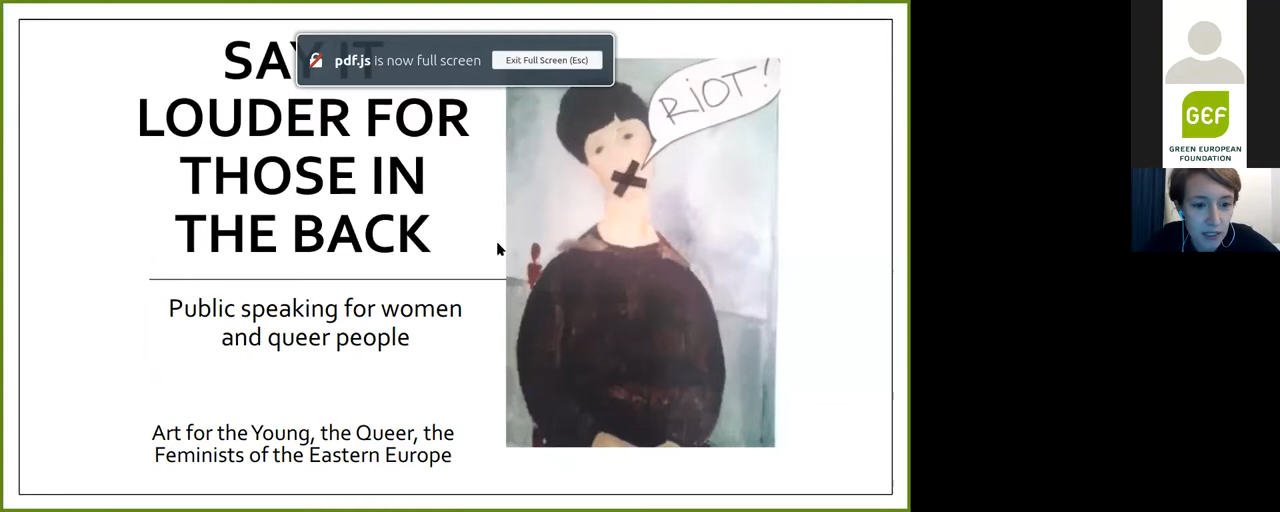 SAY IT
LOUDER FOR
THOSE IN
THE BACK
pdf.js is now full screen
Exit Full Screen (Esc)
RIOT!
Public speaking for women
and queer people
Art for the Young, the Queer, the
Feminists of the Eastern Europe
GEF
GREEN EUROPEAN
FOUNDATION